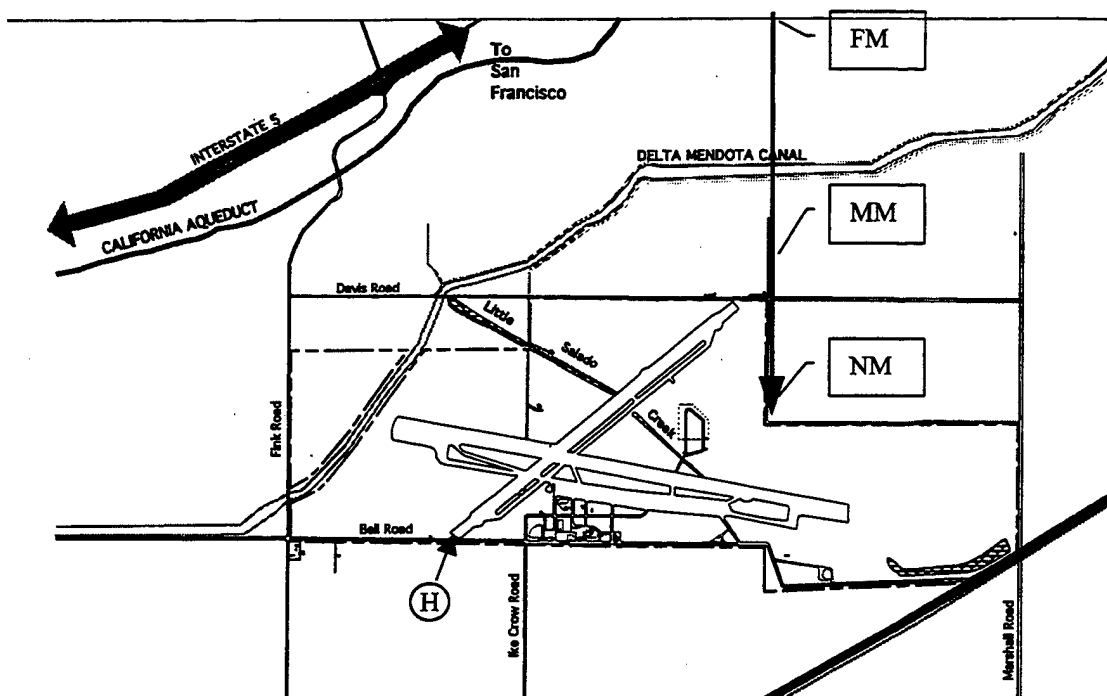 FM
To
San
Francisco
INTERSTATE 5
DELTA MENDOTA CANAL
MM
CALIFORNIA AQUEDUCT
Davis Road
Little
Salado
NM
Creek
Fink Road
Bell Road
H
Ike Crow Road
Marshall Road